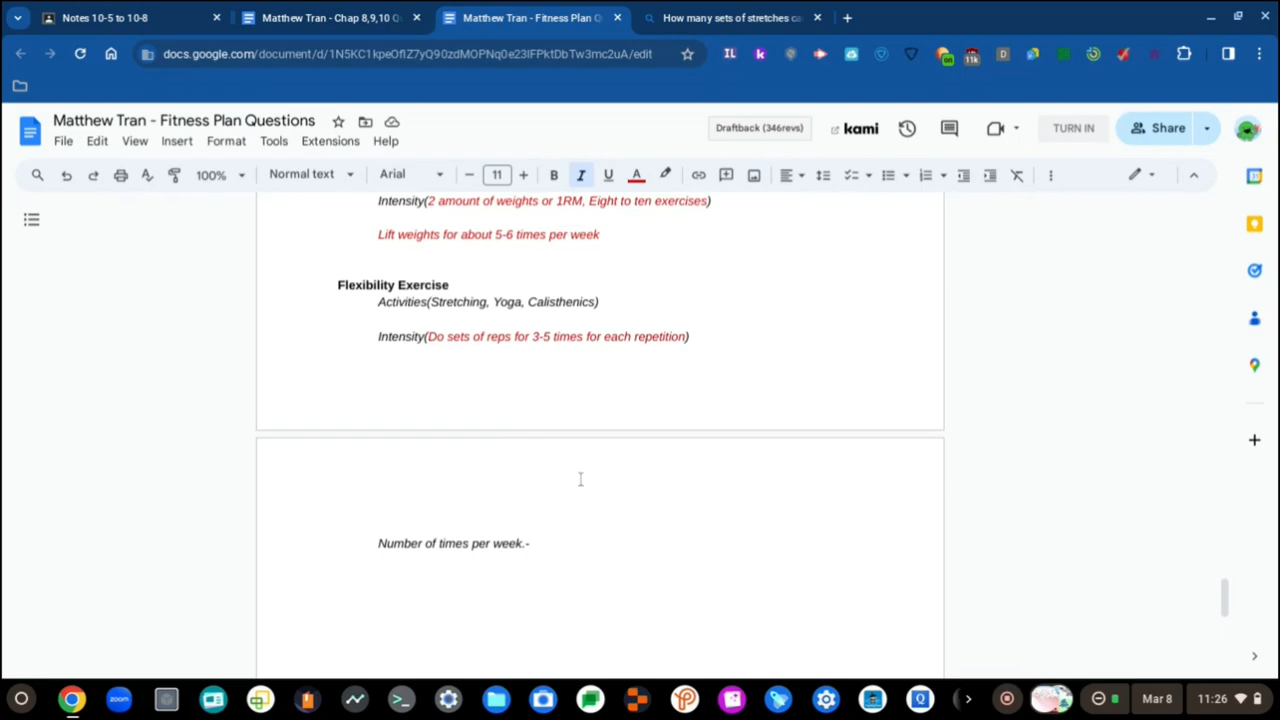 Notes 10-5 to 10-8
Matthew Tran - Chap 8,9,10 Q
Matthew Tran - Fitness Plan Q
How many sets of stretches ca
docs.google.com/document/d/1N5KC1kpeOfIZ7yQ90zdMOPNq0e23IFPktDbTw3mc2uA/edit
IL
k
on
11k
D
Matthew Tran - Fitness Plan Questions
File Edit View Insert Format Tools Extensions Help
Draftback (346revs)
kami
TURN IN
Share
100%
Normal text
Arial
11
B
I
U
A
Intensity(2 amount of weights or 1RM, Eight to ten exercises)
Lift weights for about 5-6 times per week
Flexibility Exercise
Activities(Stretching, Yoga, Calisthenics)
Intensity(Do sets of reps for 3-5 times for each repetition)
Number of times per week.-
zoom
Q
Mar 8
11:26